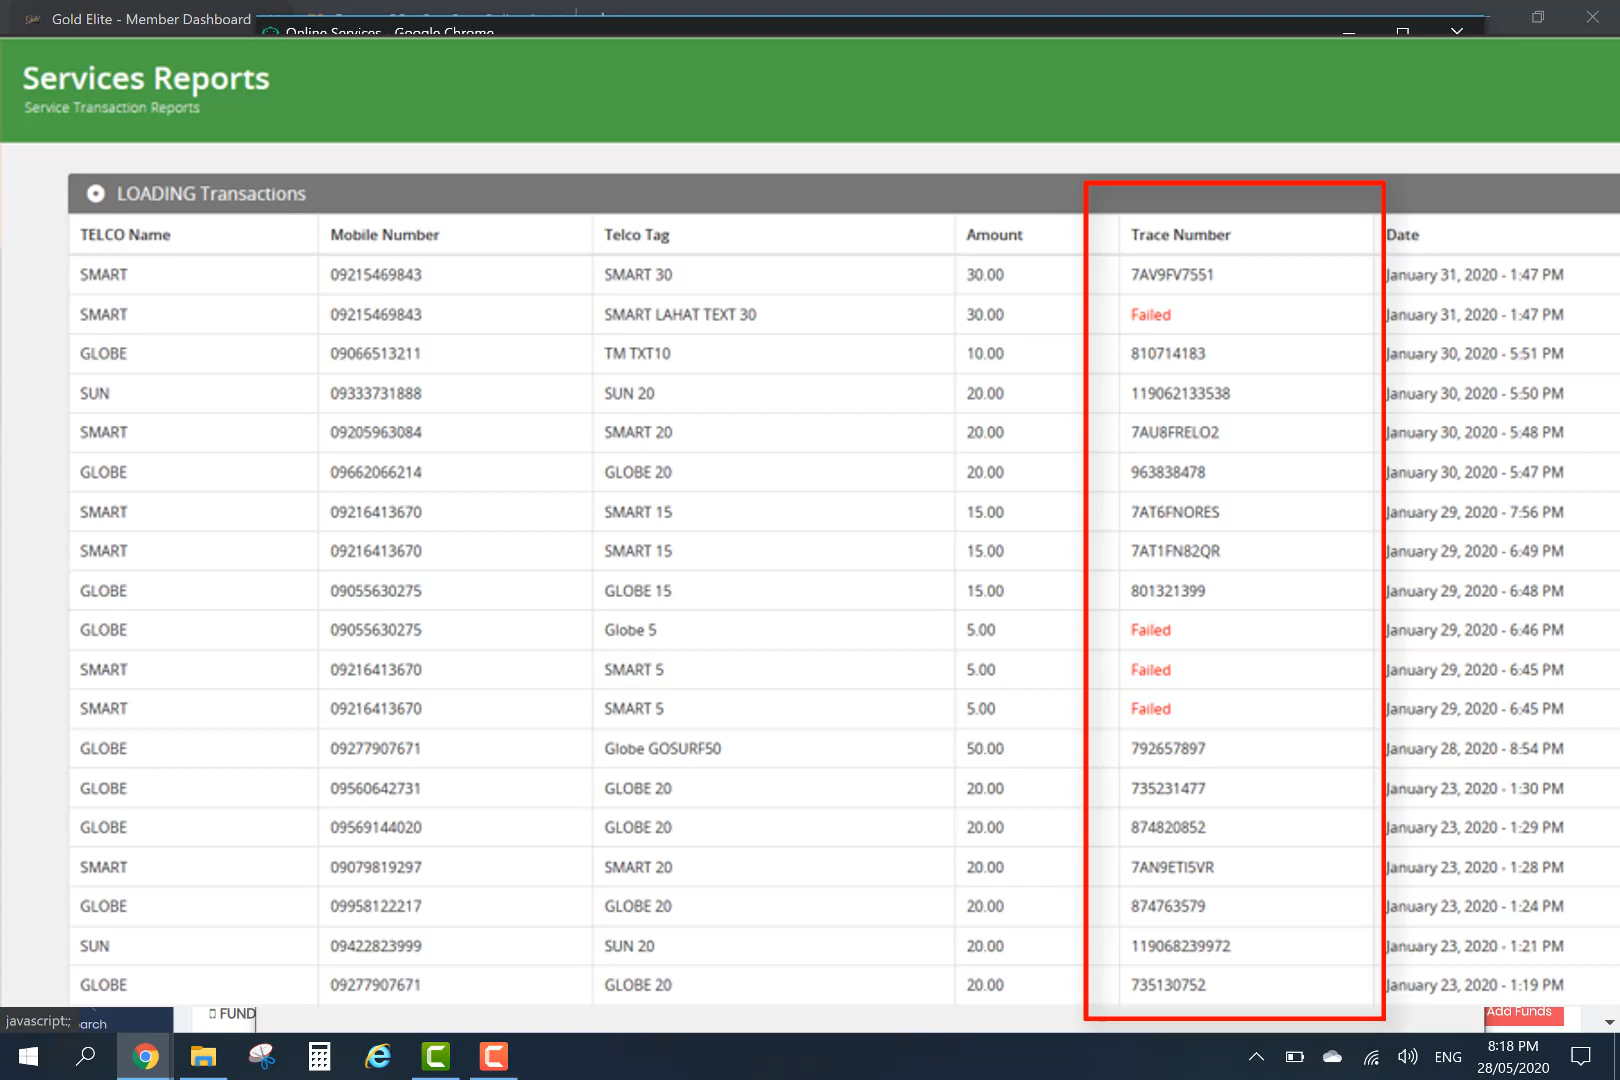 Gold Elite - Member Dashboard
Online Services - Google Chrome
Services Reports
Service Transaction Reports
LOADING Transactions
TELCO Name Mobile Number Telco Tag Amount Trace Number Date
SMART 09215469843 SMART 30 30.00 7AV9FV7551 January 31, 2020 - 1:47 PM
SMART 09215469843 SMART LAHAT TEXT 30 30.00 Failed January 31, 2020 - 1:47 PM
GLOBE 09066513211 TM TXT10 10.00 810714183 January 30, 2020 - 5:51 PM
SUN 09333731888 SUN 20 20.00 119062133538 January 30, 2020 - 5:50 PM
SMART 09205963084 SMART 20 20.00 7AU8FRELO2 January 30, 2020 - 5:48 PM
GLOBE 09662066214 GLOBE 20 20.00 963838478 January 30, 2020 - 5:47 PM
SMART 09216413670 SMART 15 15.00 7AT6FNORES January 29, 2020 - 7:56 PM
SMART 09216413670 SMART 15 15.00 7AT1FN82QR January 29, 2020 - 6:49 PM
GLOBE 09055630275 GLOBE 15 15.00 801321399 January 29, 2020 - 6:48 PM
GLOBE 09055630275 Globe 5 5.00 Failed January 29, 2020 - 6:46 PM
SMART 09216413670 SMART 5 5.00 Failed January 29, 2020 - 6:45 PM
SMART 09216413670 SMART 5 5.00 Failed January 29, 2020 - 6:45 PM
GLOBE 09277907671 Globe GOSURF50 50.00 792657897 January 28, 2020 - 8:54 PM
GLOBE 09560642731 GLOBE 20 20.00 735231477 January 23, 2020 - 1:30 PM
GLOBE 09569144020 GLOBE 20 20.00 874820852 January 23, 2020 - 1:29 PM
SMART 09079819297 SMART 20 20.00 7AN9ETI5VR January 23, 2020 - 1:28 PM
GLOBE 09958122217 GLOBE 20 20.00 874763579 January 23, 2020 - 1:24 PM
SUN 09422823999 SUN 20 20.00 119068239972 January 23, 2020 - 1:21 PM
GLOBE 09277907671 GLOBE 20 20.00 735130752 January 23, 2020 - 1:19 PM
javascript:; arch FUND Add Funds
ENG 8:18 PM
28/05/2020